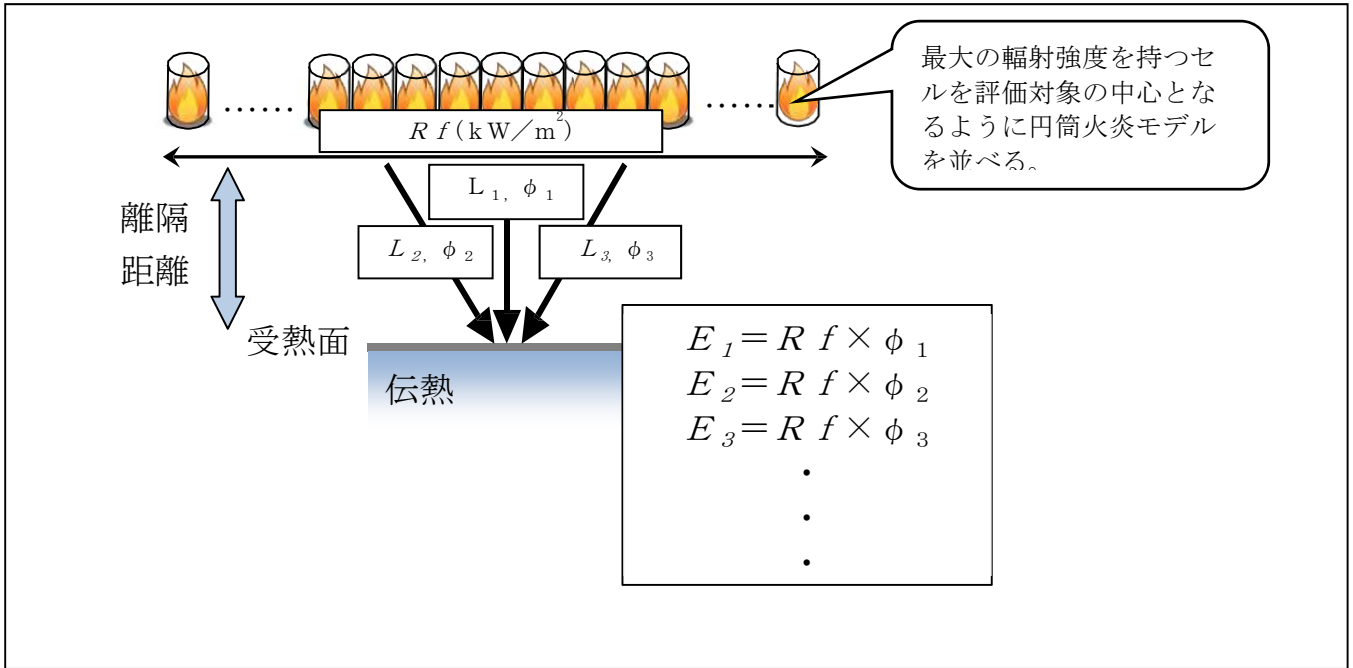 最大の輻射強度を持つセ
ルを評価対象の中心とな
るように円筒火炎モデル
を並べる。
…… ……
Ｒf(ｋＷ／ｍ²)
L₁, φ₁
L₂, φ₂ L₃, φ₃
離隔
距離
受熱面
伝熱
E₁＝Ｒf×φ₁
E₂＝Ｒf×φ₂
E₃＝Ｒf×φ₃
・
・
・